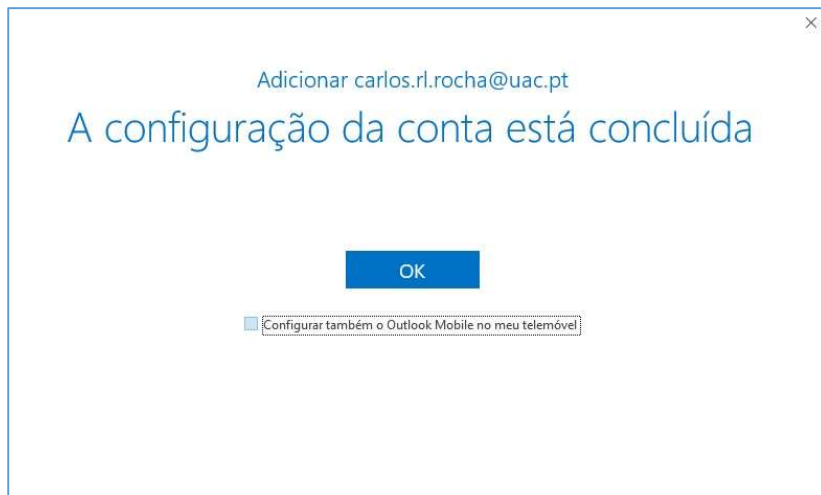 Adicionar carlos.rl.rocha@uac.pt
A configuração da conta está concluída
OK
Configurar também o Outlook Mobile no meu telemóvel